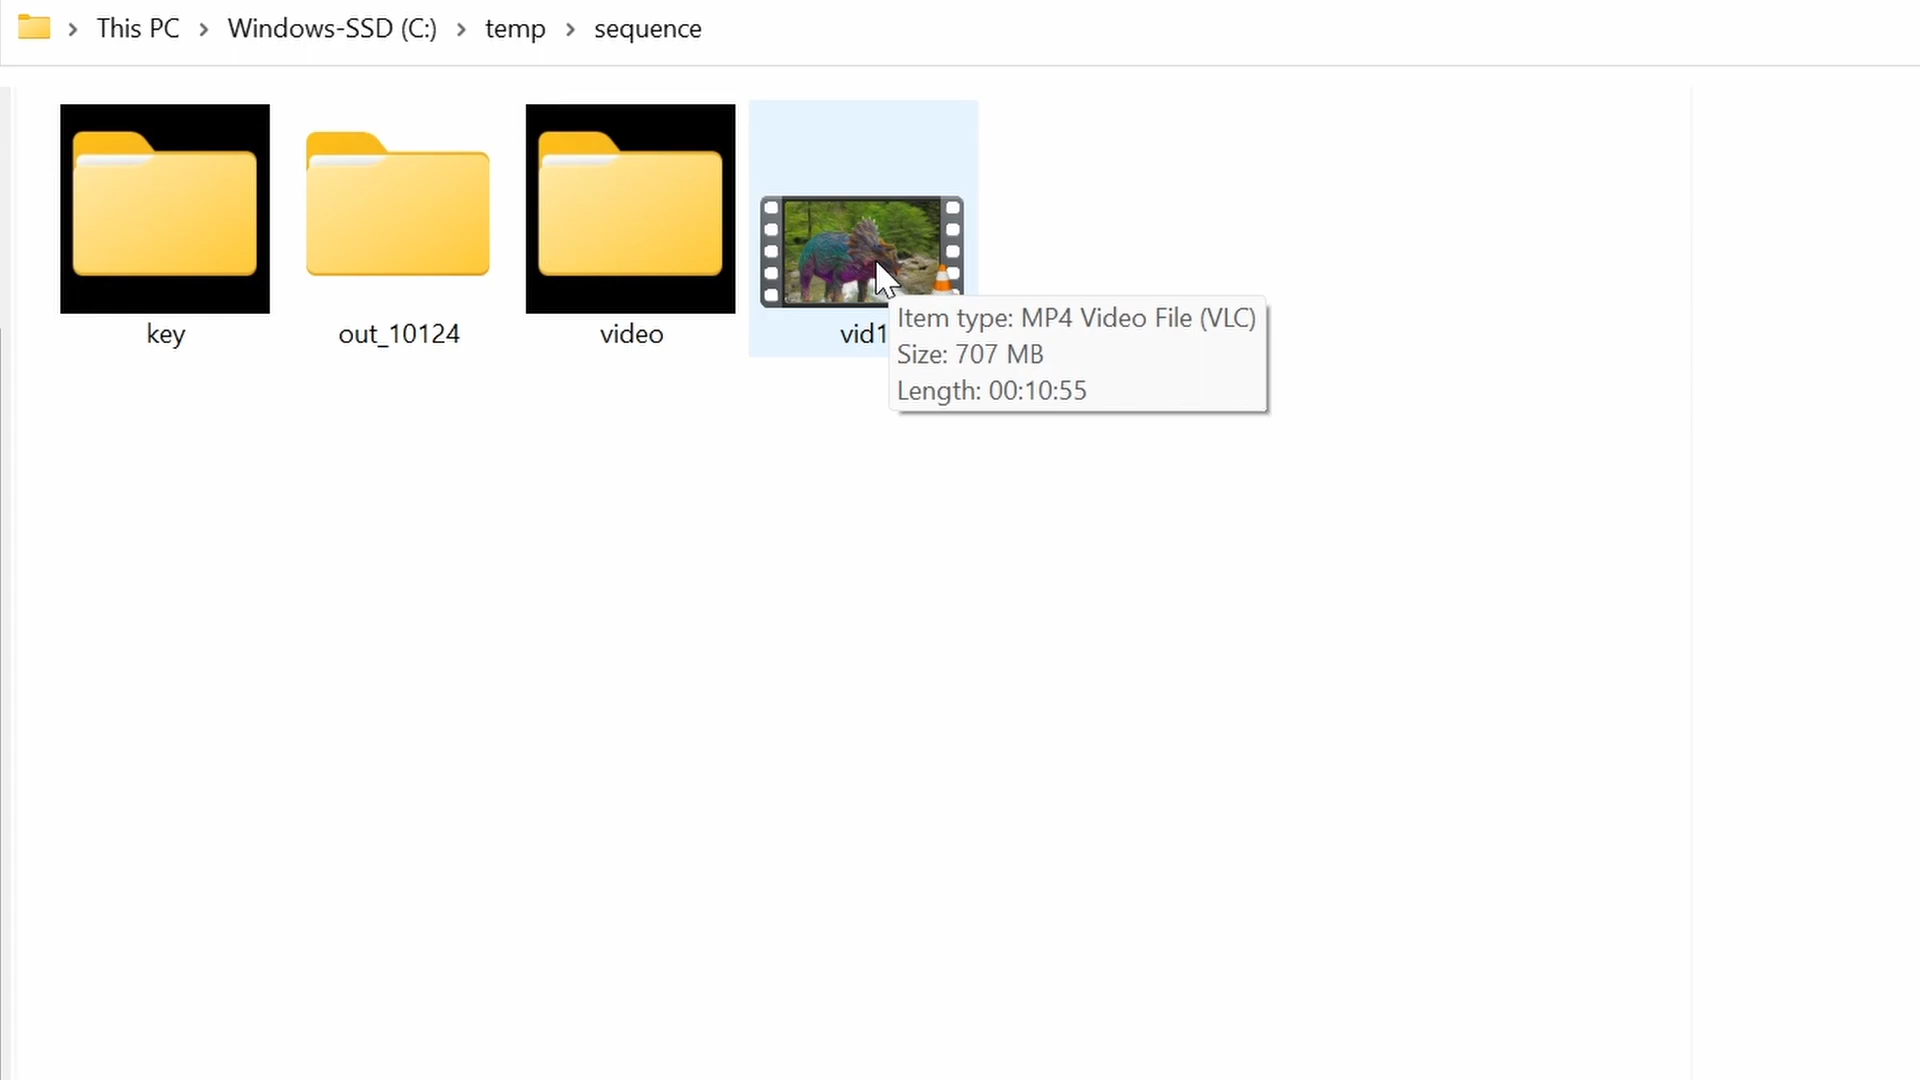 This PC > Windows-SSD (C:) > temp > sequence
key
out_10124
video
vid1
Item type: MP4 Video File (VLC)
Size: 707 MB
Length: 00:10:55